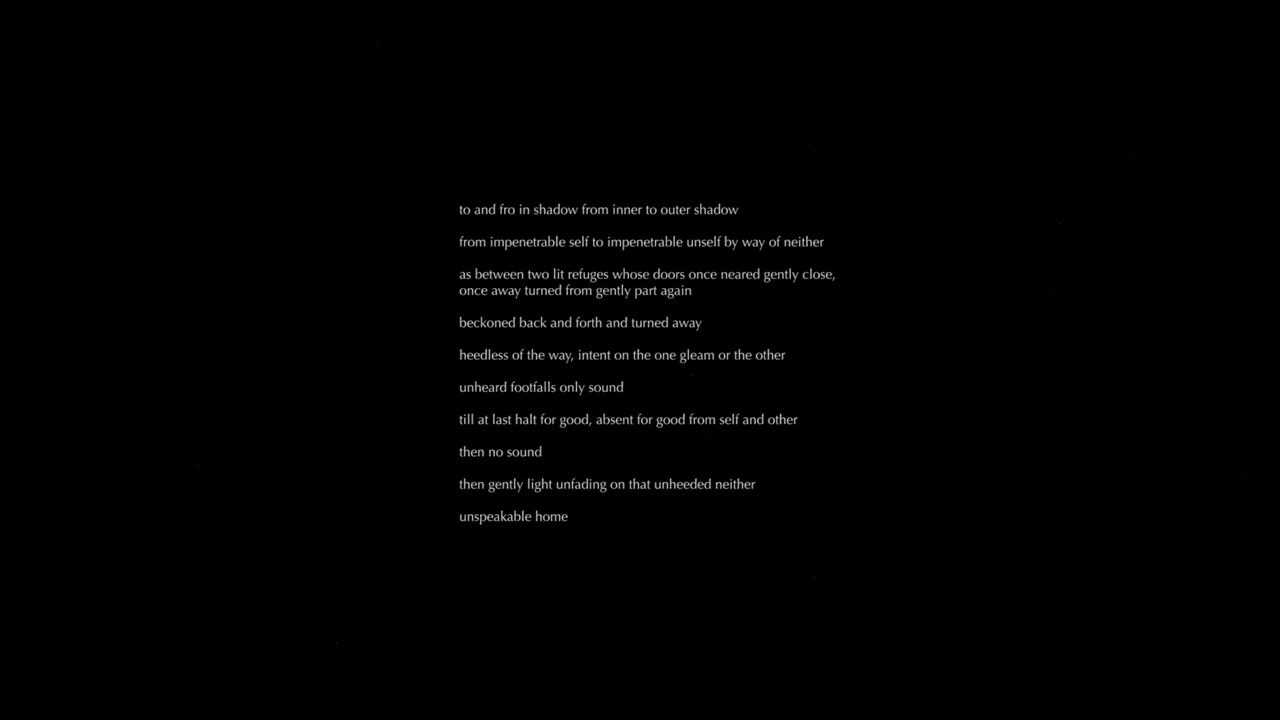 to and fro in shadow from inner to outer shadow
from impenetrable self to impenetrable unself by way of neither
as between two lit refuges whose doors once neared gently close,
once away turned from gently part again
beckoned back and forth and turned away
heedless of the way, intent on the one gleam or the other
unheard footfalls only sound
till at last halt for good, absent for good from self and other
then no sound
then gently light unfading on that unheeded neither
unspeakable home